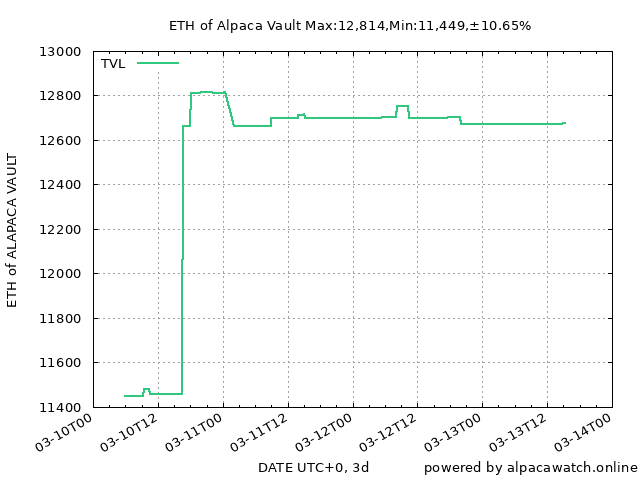 ETH of Alpaca Vault Max:12,814,Min:11,449,±10.65%
TVL
13000
12800
12600
12400
12200
12000
11800
11600
11400
ETH of ALAPACA VAULT
03-10T00
03-10T12
03-11T00
03-11T12
03-12T00
03-12T12
03-13T00
03-13T12
03-14T00
DATE UTC+0, 3d
powered by alpacawatch.online